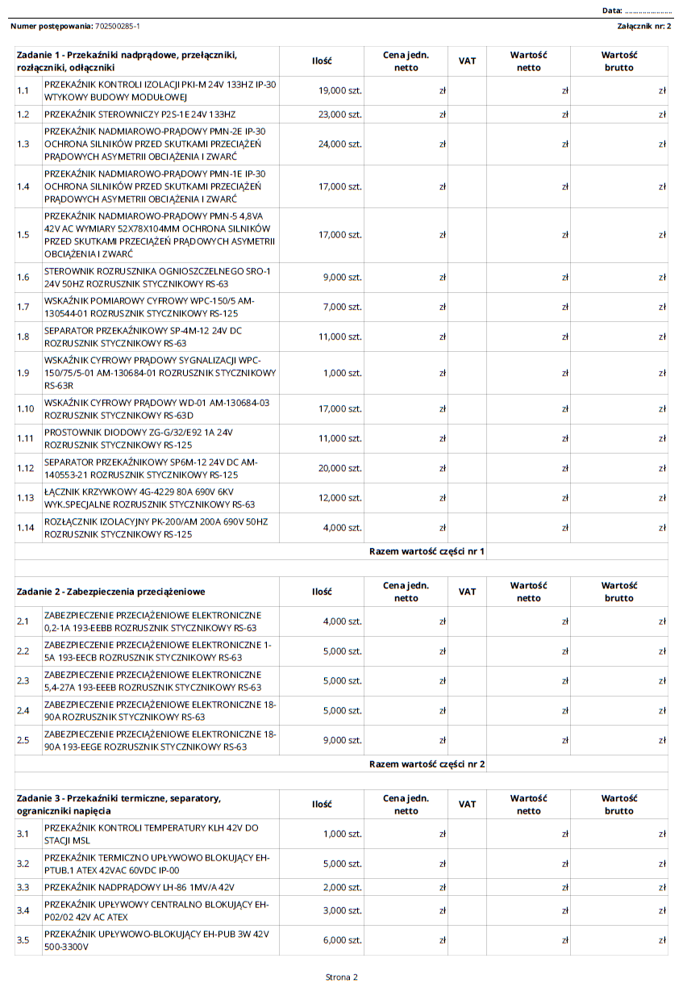 Data: ........................
Numer postępowania: 702500285-1 Załącznik nr: 2
Zadanie 1 - Przekaźniki nadprądowe, przełączniki,
rozłączniki, odłączniki
Ilość
Cena jedn.
netto
VAT
Wartość
netto
Wartość
brutto
1.1
PRZEKAŹNIK KONTROLI IZOLACJI PKI-M 24V 133HZ IP-30
WTYKOWY BUDOWY MODUŁOWEJ
19,000 szt. zł zł zł
1.2 PRZEKAŹNIK STEROWNICZY P2S-1E 24V 133HZ 23,000 szt. zł zł zł
1.3
PRZEKAŹNIK NADMIAROWO-PRĄDOWY PMN-2E IP-30
OCHRONA SILNIKÓW PRZED SKUTKAMI PRZECIĄŻEŃ
PRĄDOWYCH ASYMETRII OBCIĄŻENIA I ZWARĆ
24,000 szt. zł zł zł
1.4
PRZEKAŹNIK NADMIAROWO-PRĄDOWY PMN-1E IP-30
OCHRONA SILNIKÓW PRZED SKUTKAMI PRZECIĄŻEŃ
PRĄDOWYCH ASYMETRII OBCIĄŻENIA I ZWARĆ
17,000 szt. zł zł zł
1.5
PRZEKAŹNIK NADMIAROWO-PRĄDOWY PMN-5 4,8VA
42V AC WYMIARY 52X78X104MM OCHRONA SILNIKÓW
PRZED SKUTKAMI PRZECIĄŻEŃ PRĄDOWYCH ASYMETRII
OBCIĄŻENIA I ZWARĆ
17,000 szt. zł zł zł
1.6
STEROWNIK ROZRUSZNIKA OGNIOSZCZELNEGO SRO-1
24V 50HZ ROZRUSZNIK STYCZNIKOWY RS-63
9,000 szt. zł zł zł
1.7
WSKAŹNIK POMIAROWY CYFROWY WPC-150/5 AM-
130544-01 ROZRUSZNIK STYCZNIKOWY RS-125
7,000 szt. zł zł zł
1.8
SEPARATOR PRZEKAŹNIKOWY SP-4M-12 24V DC
ROZRUSZNIK STYCZNIKOWY RS-63
11,000 szt. zł zł zł
1.9
WSKAŹNIK CYFROWY PRĄDOWY SYGNALIZACJI WPC-
150/75/5-01 AM-130684-01 ROZRUSZNIK STYCZNIKOWY
RS-63R
1,000 szt. zł zł zł
1.10
WSKAŹNIK CYFROWY PRĄDOWY WD-01 AM-130684-03
ROZRUSZNIK STYCZNIKOWY RS-63D
17,000 szt. zł zł zł
1.11
PROSTOWNIK DIODOWY ZG-G/32/E92 1A 24V
ROZRUSZNIK STYCZNIKOWY RS-125
11,000 szt. zł zł zł
1.12
SEPARATOR PRZEKAŹNIKOWY SP6M-12 24V DC AM-
140553-21 ROZRUSZNIK STYCZNIKOWY RS-125
20,000 szt. zł zł zł
1.13
ŁĄCZNIK KRZYWKOWY 4G-4229 80A 690V 6KV
WYK.SPECJALNE ROZRUSZNIK STYCZNIKOWY RS-63
12,000 szt. zł zł zł
1.14
ROZŁĄCZNIK IZOLACYJNY PK-200/AM 200A 690V 50HZ
ROZRUSZNIK STYCZNIKOWY RS-125
4,000 szt. zł zł zł
Razem wartość części nr 1
Zadanie 2 - Zabezpieczenia przeciążeniowe
Ilość
Cena jedn.
netto
VAT
Wartość
netto
Wartość
brutto
2.1
ZABEZPIECZENIE PRZECIĄŻENIOWE ELEKTRONICZNE
0,2-1A 193-EEBB ROZRUSZNIK STYCZNIKOWY RS-63
4,000 szt. zł zł zł
2.2
ZABEZPIECZENIE PRZECIĄŻENIOWE ELEKTRONICZNE 1-
5A 193-EECB ROZRUSZNIK STYCZNIKOWY RS-63
5,000 szt. zł zł zł
2.3
ZABEZPIECZENIE PRZECIĄŻENIOWE ELEKTRONICZNE
5,4-27A 193-EEEB ROZRUSZNIK STYCZNIKOWY RS-63
5,000 szt. zł zł zł
2.4
ZABEZPIECZENIE PRZECIĄŻENIOWE ELEKTRONICZNE 18-
90A ROZRUSZNIK STYCZNIKOWY RS-63
5,000 szt. zł zł zł
2.5
ZABEZPIECZENIE PRZECIĄŻENIOWE ELEKTRONICZNE 18-
90A 193-EEGE ROZRUSZNIK STYCZNIKOWY RS-63
9,000 szt. zł zł zł
Razem wartość części nr 2
Zadanie 3 - Przekaźniki termiczne, separatory,
ograniczniki napięcia
Ilość
Cena jedn.
netto
VAT
Wartość
netto
Wartość
brutto
3.1
PRZEKAŹNIK KONTROLI TEMPERATURY KLH 42V DO
STACJI MSL
1,000 szt. zł zł zł
3.2
PRZEKAŹNIK TERMICZNO UPŁYWOWO BLOKUJĄCY EH-
PTUB.1 ATEX 42VAC 60VDC IP-00
5,000 szt. zł zł zł
3.3 PRZEKAŹNIK NADPRĄDOWY LH-86 1MV/A 42V 2,000 szt. zł zł zł
3.4
PRZEKAŹNIK UPŁYWOWY CENTRALNO BLOKUJĄCY EH-
P02/02 42V AC ATEX
3,000 szt. zł zł zł
3.5
PRZEKAŹNIK UPŁYWOWO-BLOKUJĄCY EH-PUB 3W 42V
500-3300V
6,000 szt. zł zł zł
Strona 2